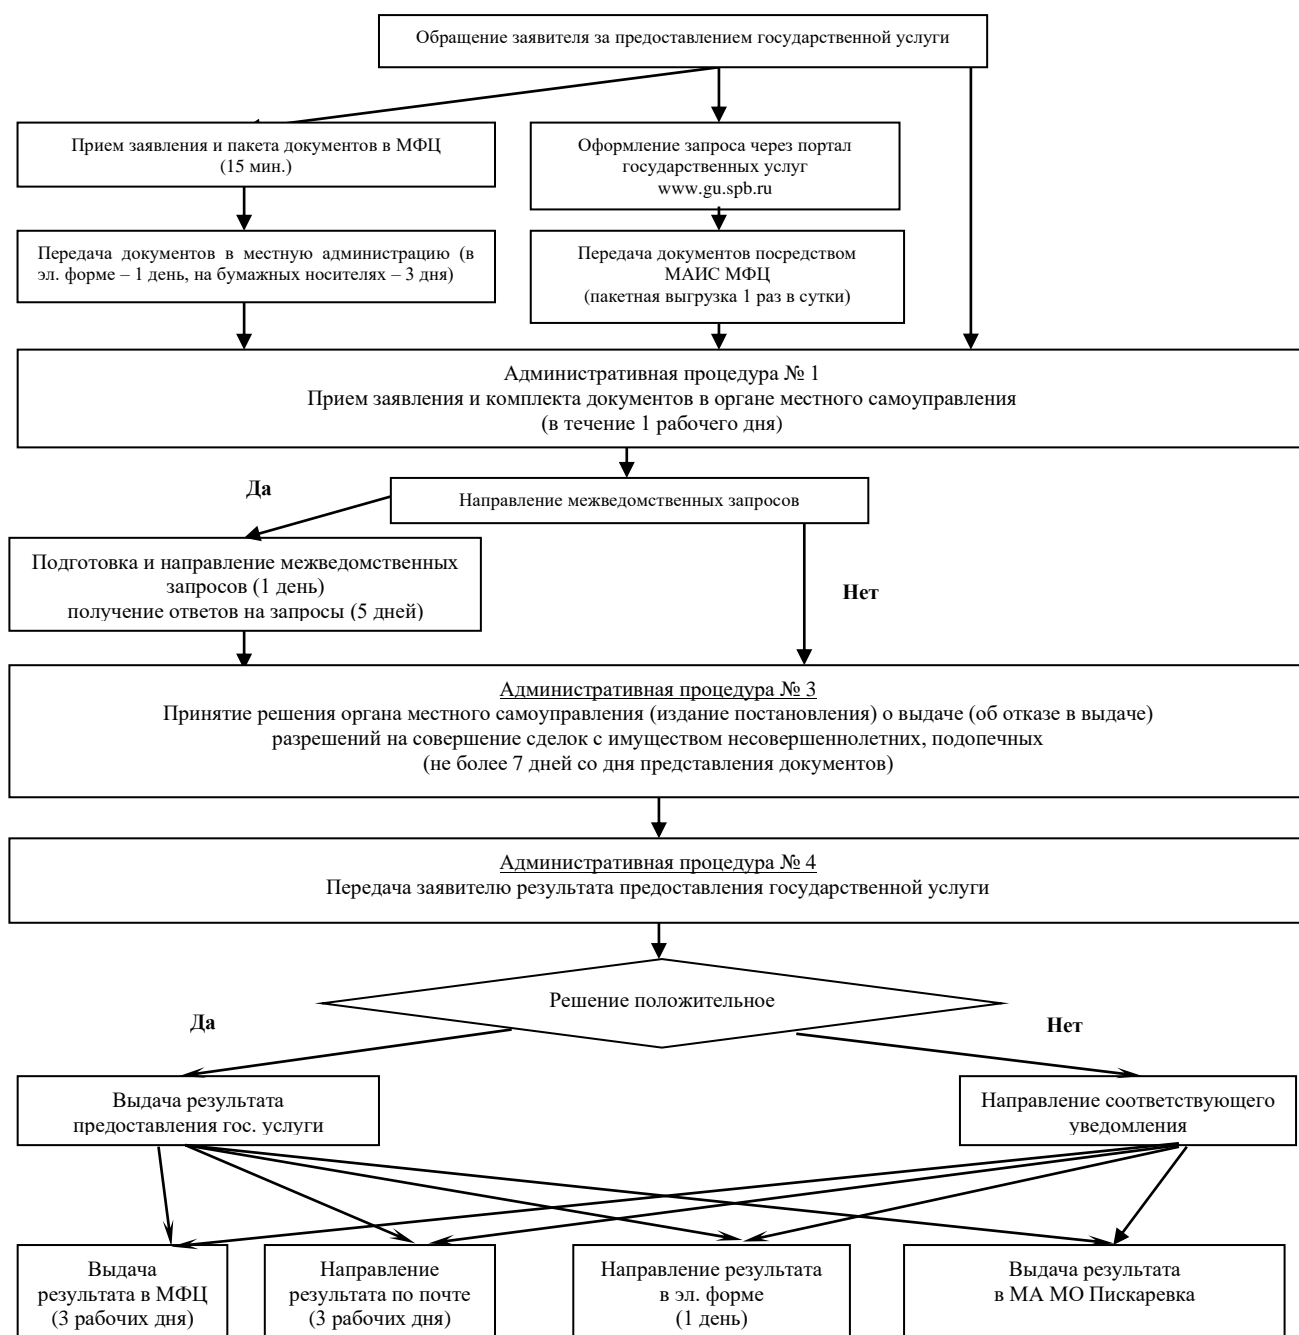 Обращение заявителя за предоставлением государственной услуги
Прием заявления и пакета документов в МФЦ
(15 мин.)
Оформление запроса через портал
государственных услуг
www.gu.spb.ru
Передача документов в местную администрацию (в
эл. форме – 1 день, на бумажных носителях – 3 дня)
Передача документов посредством
МАИС МФЦ
(пакетная выгрузка 1 раз в сутки)
Административная процедура № 1
Прием заявления и комплекта документов в органе местного самоуправления
(в течение 1 рабочего дня)
Да
Направление межведомственных запросов
Подготовка и направление межведомственных
запросов (1 день)
получение ответов на запросы (5 дней)
Нет
Административная процедура № 3
Принятие решения органа местного самоуправления (издание постановления) о выдаче (об отказе в выдаче)
разрешений на совершение сделок с имуществом несовершеннолетних, подопечных
(не более 7 дней со дня представления документов)
Административная процедура № 4
Передача заявителю результата предоставления государственной услуги
Решение положительное
Да
Нет
Выдача результата
предоставления гос. услуги
Направление соответствующего
уведомления
Выдача
результата в МФЦ
(3 рабочих дня)
Направление
результата по почте
(3 рабочих дня)
Направление результата
в эл. форме
(1 день)
Выдача результата
в МА МО Пискаревка